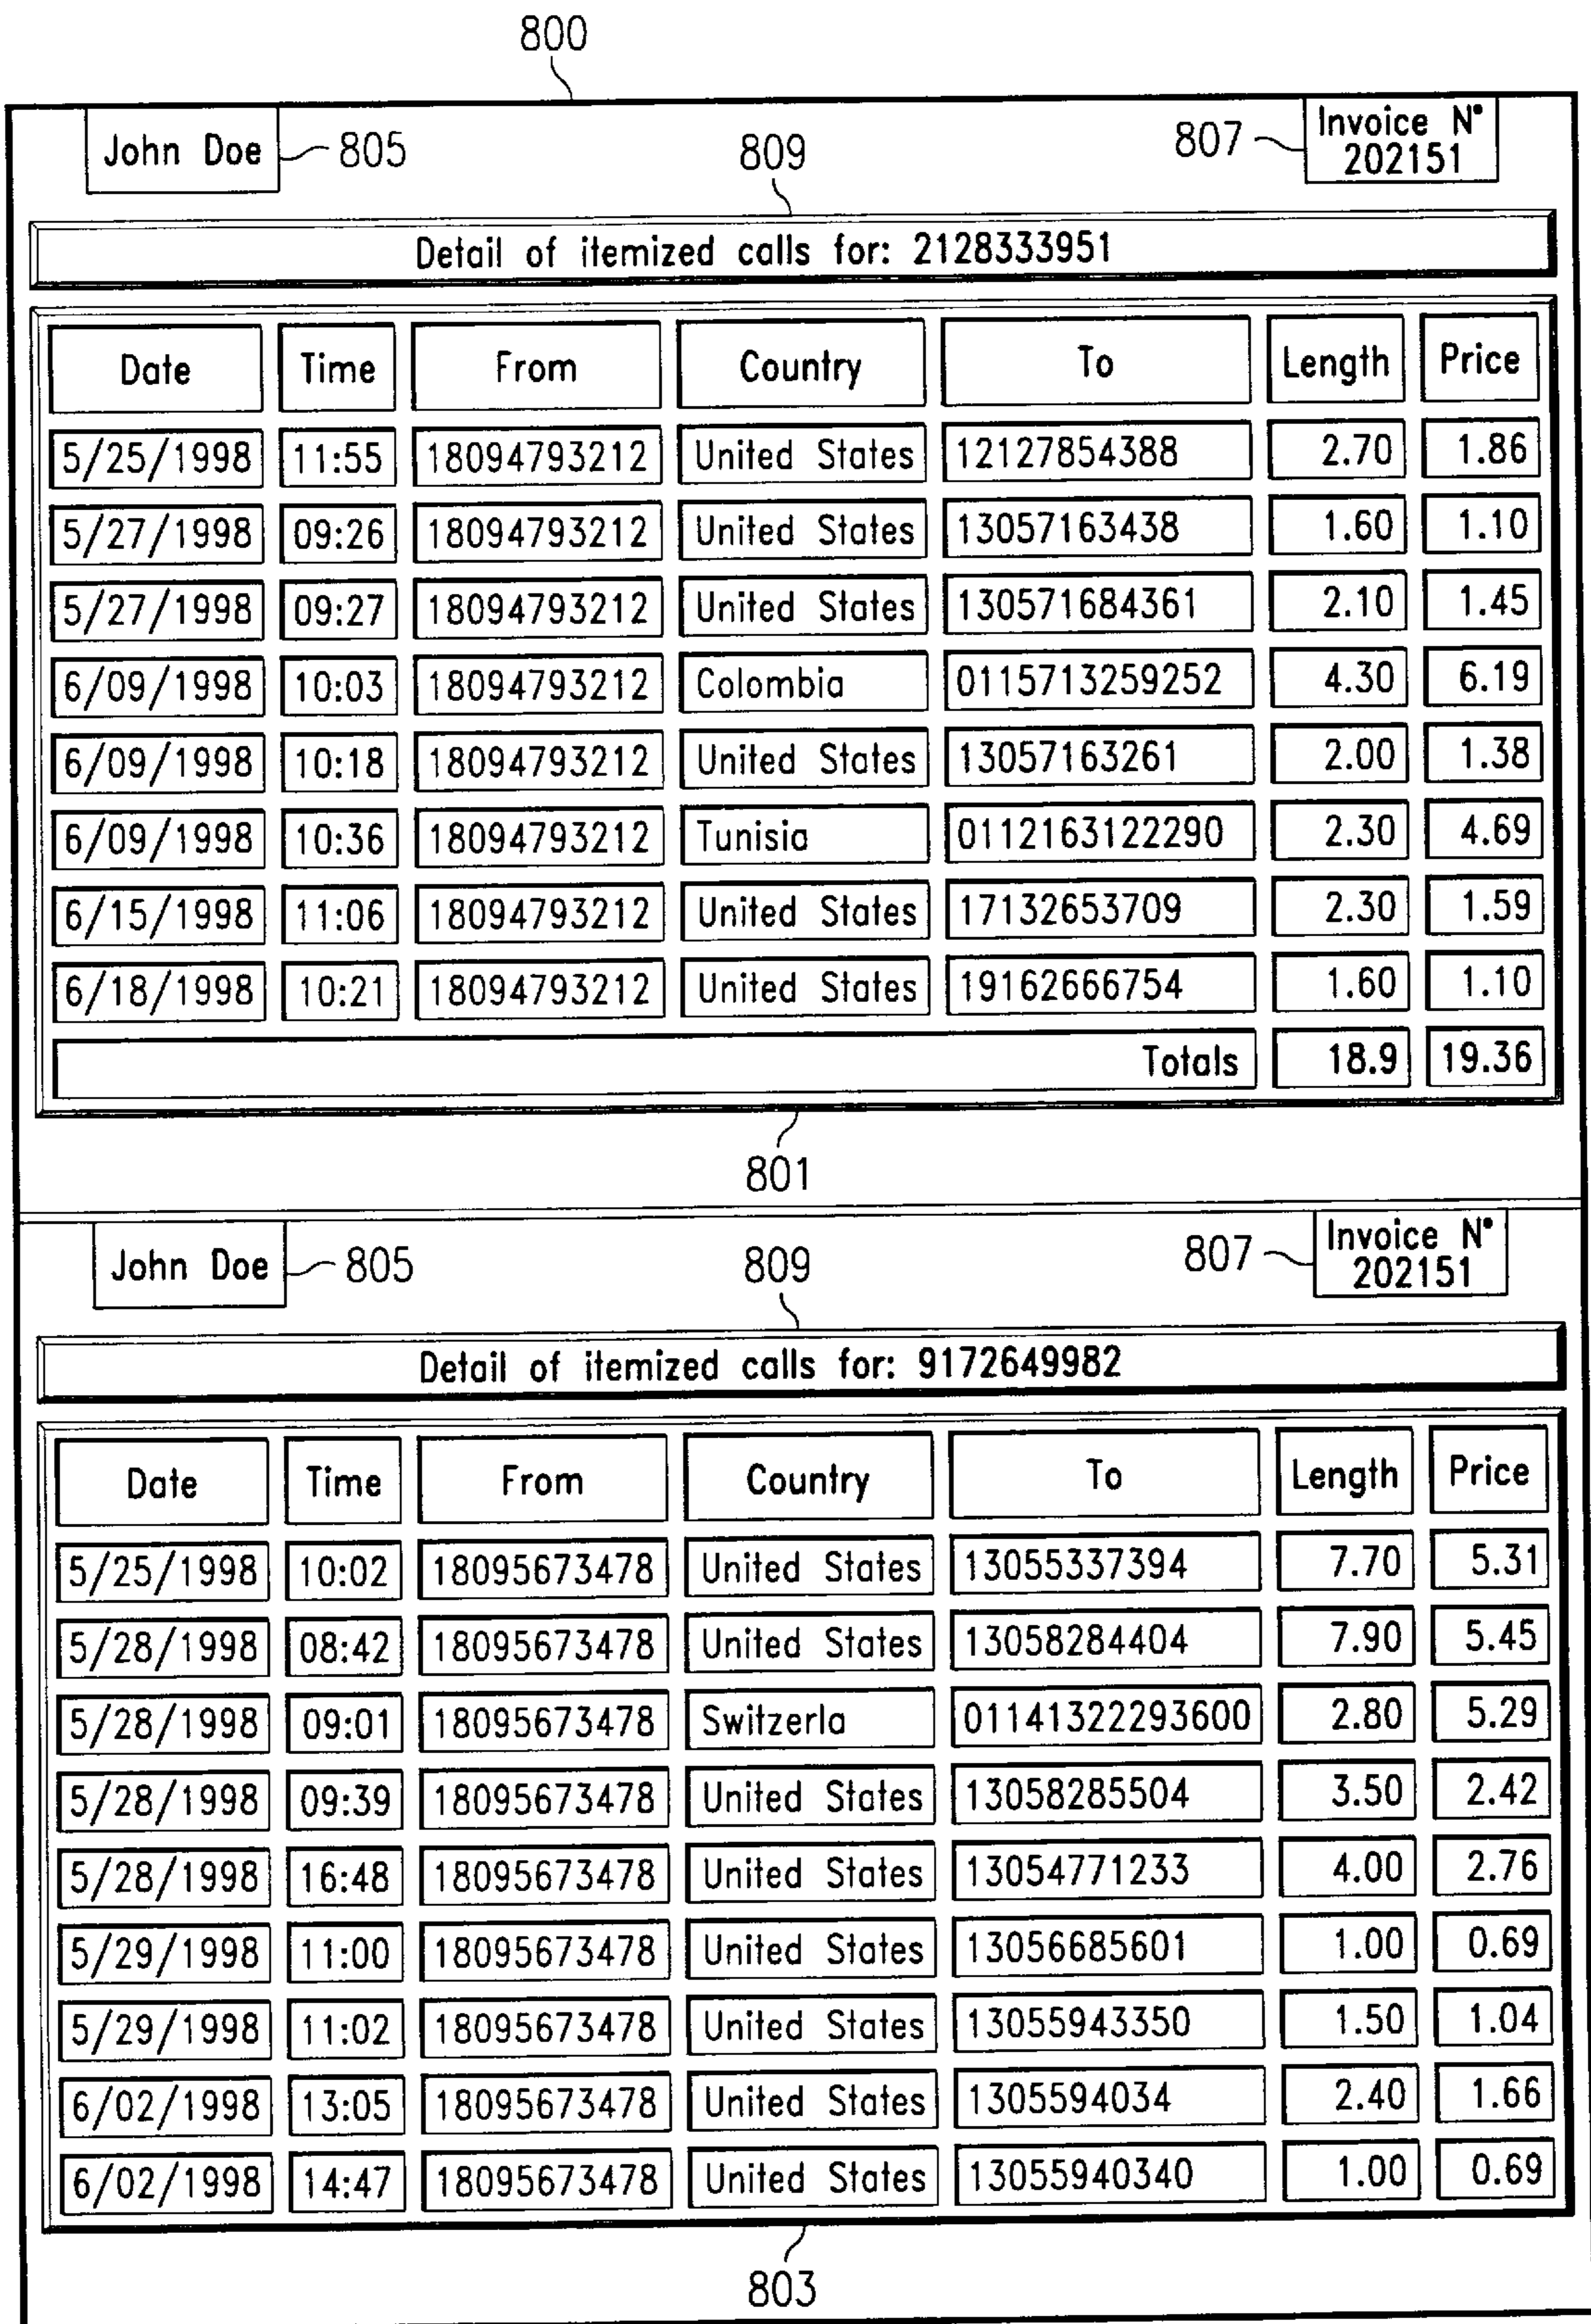 800
John Doe 805 809 807 Invoice N°
202151
Detail of itemized calls for: 2128333951
Date Time From Country To Length Price
5/25/1998 11:55 18094793212 United States 12127854388 2.70 1.86
5/27/1998 09:26 18094793212 United States 13057163438 1.60 1.10
5/27/1998 09:27 18094793212 United States 130571684361 2.10 1.45
6/09/1998 10:03 18094793212 Colombia 0115713259252 4.30 6.19
6/09/1998 10:18 18094793212 United States 13057163261 2.00 1.38
6/09/1998 10:36 18094793212 Tunisia 0112163122290 2.30 4.69
6/15/1998 11:06 18094793212 United States 17132653709 2.30 1.59
6/18/1998 10:21 18094793212 United States 19162666754 1.60 1.10
Totals 18.9 19.36
801
John Doe 805 809 807 Invoice N°
202151
Detail of itemized calls for: 9172649982
Date Time From Country To Length Price
5/25/1998 10:02 18095673478 United States 13055337394 7.70 5.31
5/28/1998 08:42 18095673478 United States 13058284404 7.90 5.45
5/28/1998 09:01 18095673478 Switzerla 01141322293600 2.80 5.29
5/28/1998 09:39 18095673478 United States 13058285504 3.50 2.42
5/28/1998 16:48 18095673478 United States 13054771233 4.00 2.76
5/29/1998 11:00 18095673478 United States 13056685601 1.00 0.69
5/29/1998 11:02 18095673478 United States 13055943350 1.50 1.04
6/02/1998 13:05 18095673478 United States 1305594034 2.40 1.66
6/02/1998 14:47 18095673478 United States 13055940340 1.00 0.69
803